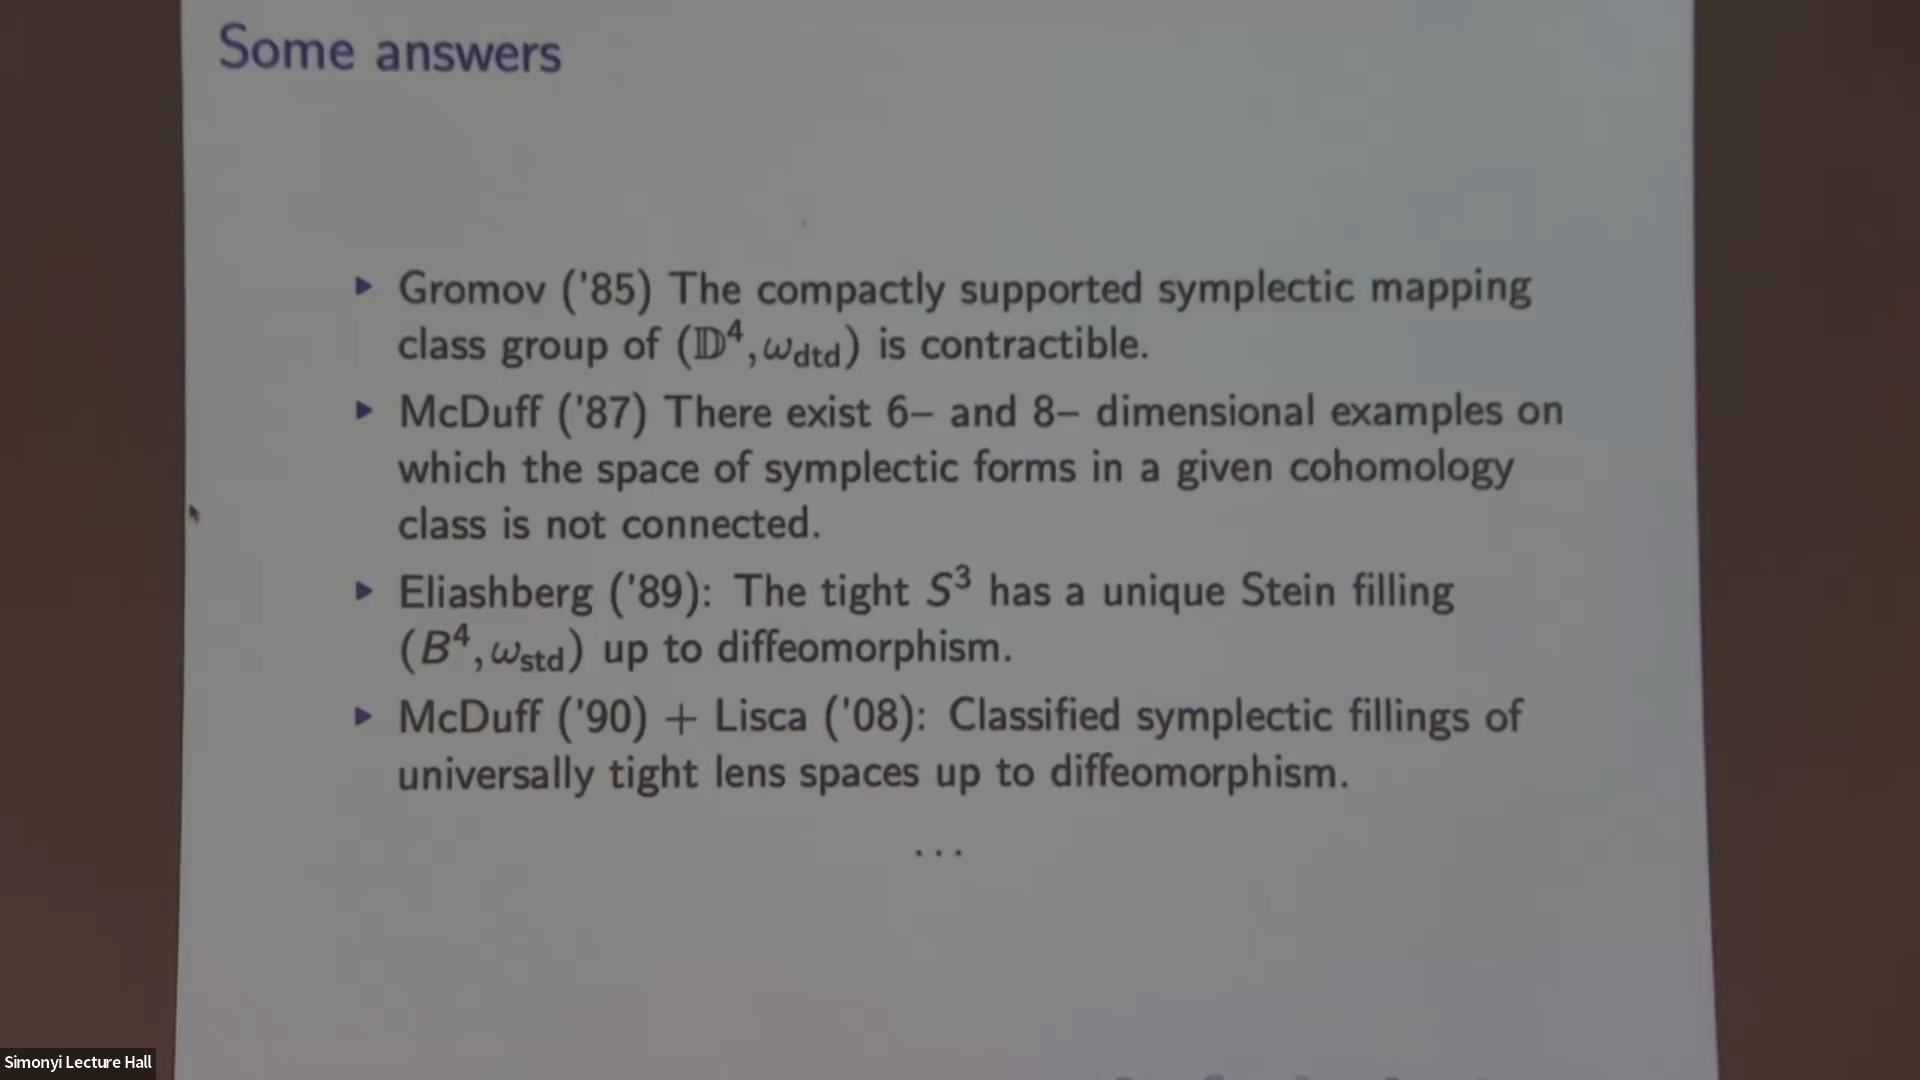 Some answers
▸ Gromov ('85) The compactly supported symplectic mapping
class group of (𝔻⁴, ω_dtd) is contractible.
▸ McDuff ('87) There exist 6– and 8– dimensional examples on
which the space of symplectic forms in a given cohomology
class is not connected.
▸ Eliashberg ('89): The tight S³ has a unique Stein filling
(B⁴, ω_std) up to diffeomorphism.
▸ McDuff ('90) + Lisca ('08): Classified symplectic fillings of
universally tight lens spaces up to diffeomorphism.
...
Simonyi Lecture Hall